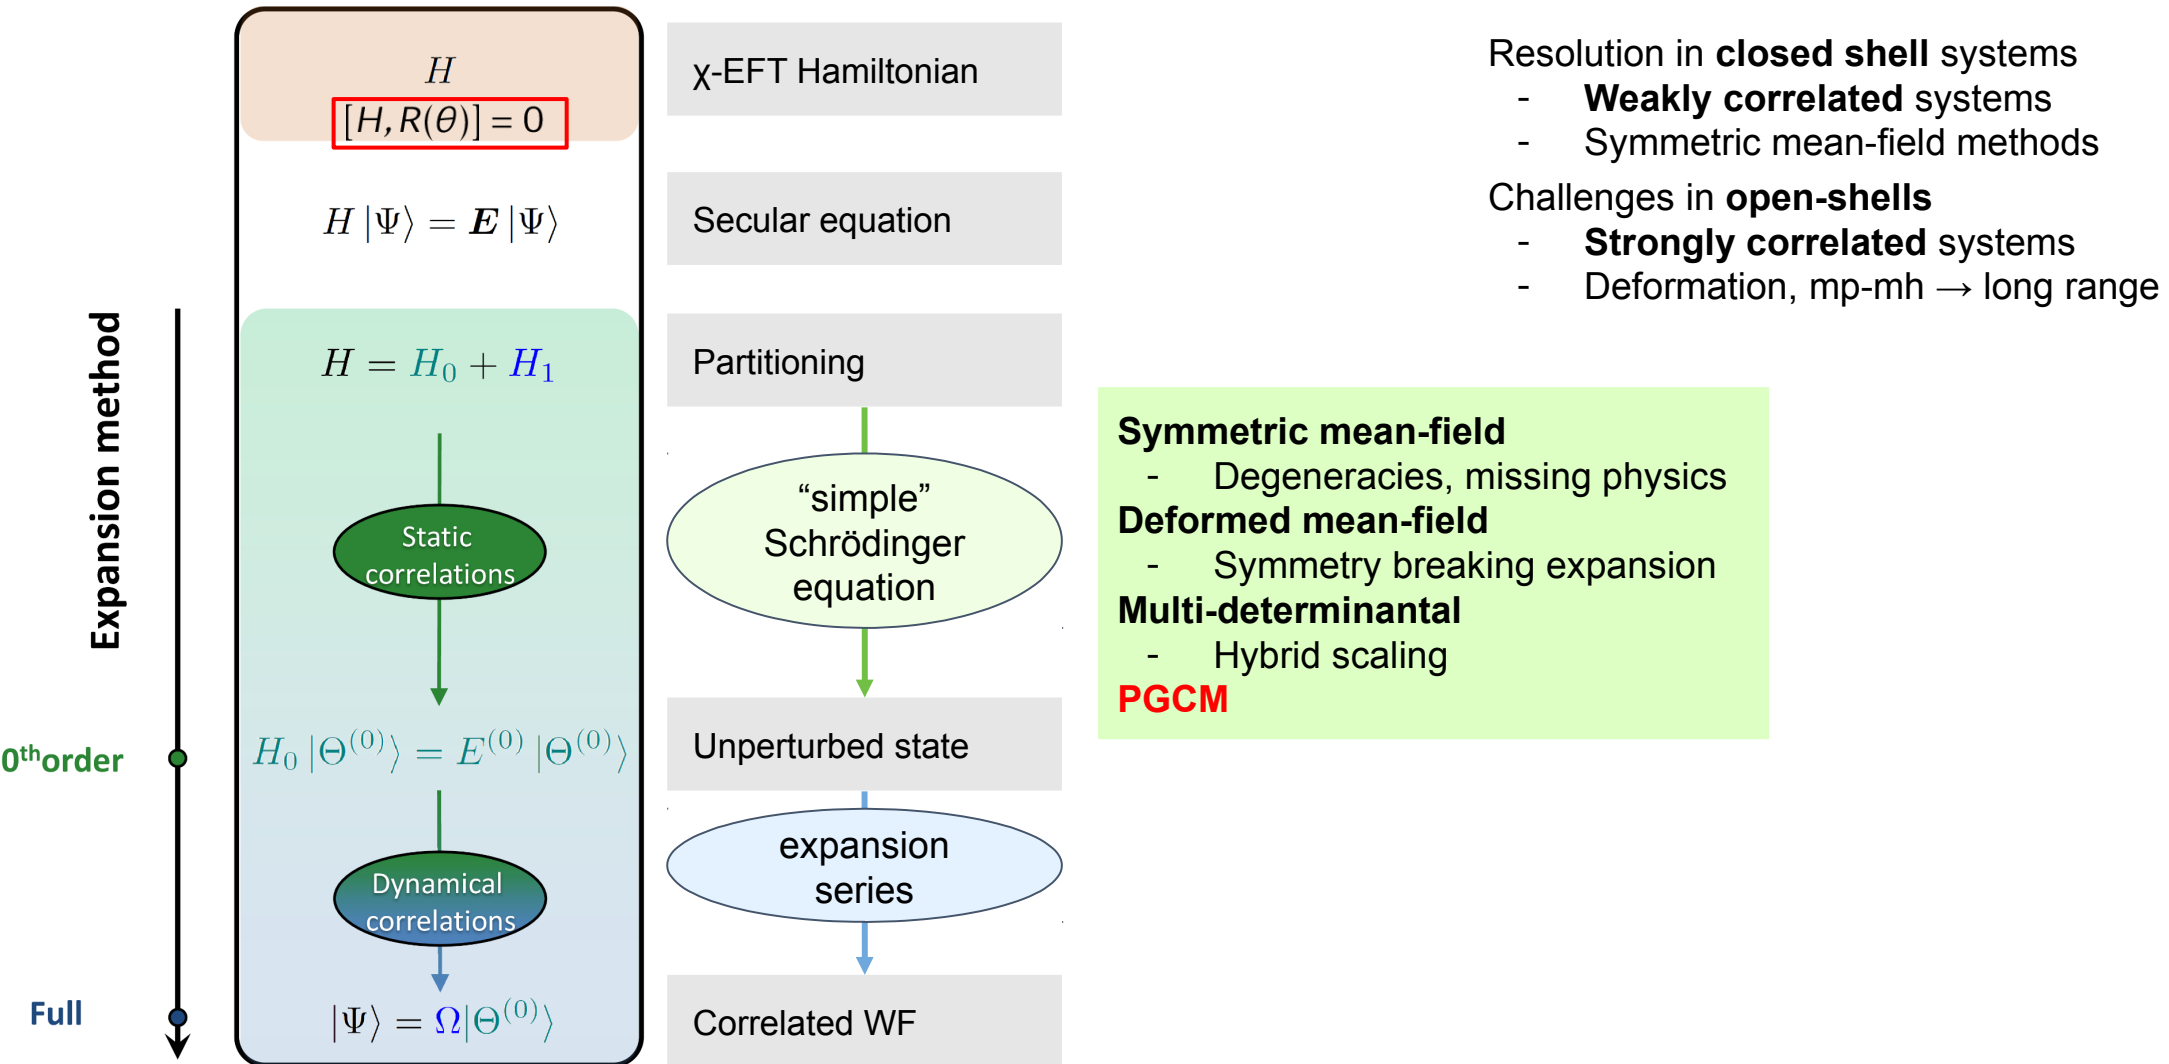 H
[H, R(θ)] = 0
χ-EFT Hamiltonian
H |Ψ⟩ = E |Ψ⟩
Secular equation
Expansion method
H = H₀ + H₁
Partitioning
Static
correlations
“simple”
Schrödinger
equation
0ᵗʰorder
H₀ |Θ⁽⁰⁾⟩ = E⁽⁰⁾ |Θ⁽⁰⁾⟩
Unperturbed state
Dynamical
correlations
expansion
series
Full
|Ψ⟩ = Ω|Θ⁽⁰⁾⟩
Correlated WF
Resolution in closed shell systems
- Weakly correlated systems
- Symmetric mean-field methods
Challenges in open-shells
- Strongly correlated systems
- Deformation, mp-mh → long range
Symmetric mean-field
- Degeneracies, missing physics
Deformed mean-field
- Symmetry breaking expansion
Multi-determinantal
- Hybrid scaling
PGCM